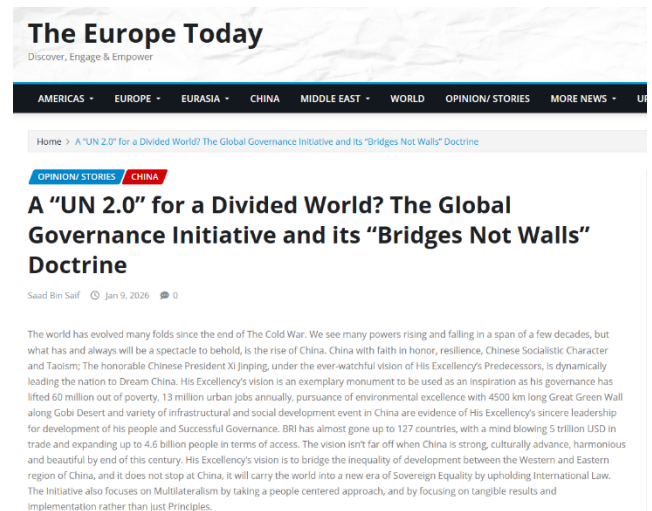 The Europe Today
Discover, Engage & Empower
AMERICAS EUROPE EURASIA CHINA MIDDLE EAST WORLD OPINION/ STORIES MORE NEWS
Home > A "UN 2.0" for a Divided World? The Global Governance Initiative and its "Bridges Not Walls" Doctrine
OPINION/ STORIES CHINA
A “UN 2.0” for a Divided World? The Global
Governance Initiative and its “Bridges Not Walls”
Doctrine
Saad Bin Saif Jan 9, 2026 0
The world has evolved many folds since the end of The Cold War. We see many powers rising and falling in a span of a few decades, but
what has and always will be a spectacle to behold, is the rise of China. China with faith in honor, resilience, Chinese Socialistic Character
and Taoism; The honorable Chinese President Xi Jinping, under the ever-watchful vision of His Excellency's Predecessors, is dynamically
leading the nation to Dream China. His Excellency's vision is an exemplary monument to be used as an inspiration as his governance has
lifted 60 million out of poverty, 13 million urban jobs annually, pursuance of environmental excellence with 4500 km long Great Green Wall
along Gobi Desert and variety of infrastructural and social development event in China are evidence of His Excellency's sincere leadership
for development of his people and Successful Governance. BRI has almost gone up to 127 countries, with a mind blowing 5 trillion USD in
trade and expanding up to 4.6 billion people in terms of access. The vision isn't far off when China is strong, culturally advance, harmonious
and beautiful by end of this century. His Excellency's vision is to bridge the inequality of development between the Western and Eastern
region of China, and it does not stop at China, it will carry the world into a new era of Sovereign Equality by upholding International Law.
The Initiative also focuses on Multilateralism by taking a people centered approach, and by focusing on tangible results and
implementation rather than just Principles.